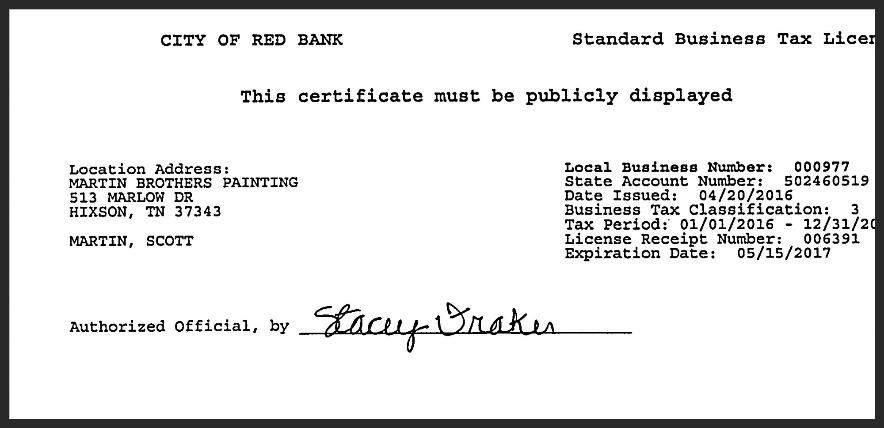 CITY OF RED BANK
Standard Business Tax Licen
This certificate must be publicly displayed
Location Address:
MARTIN BROTHERS PAINTING
513 MARLOW DR
HIXSON, TN 37343
MARTIN, SCOTT
Local Business Number: 000977
State Account Number: 502460519
Date Issued: 04/20/2016
Business Tax Classification: 3
Tax Period: 01/01/2016 - 12/31/20
License Receipt Number: 006391
Expiration Date: 05/15/2017
Authorized Official, by Stacey Draker